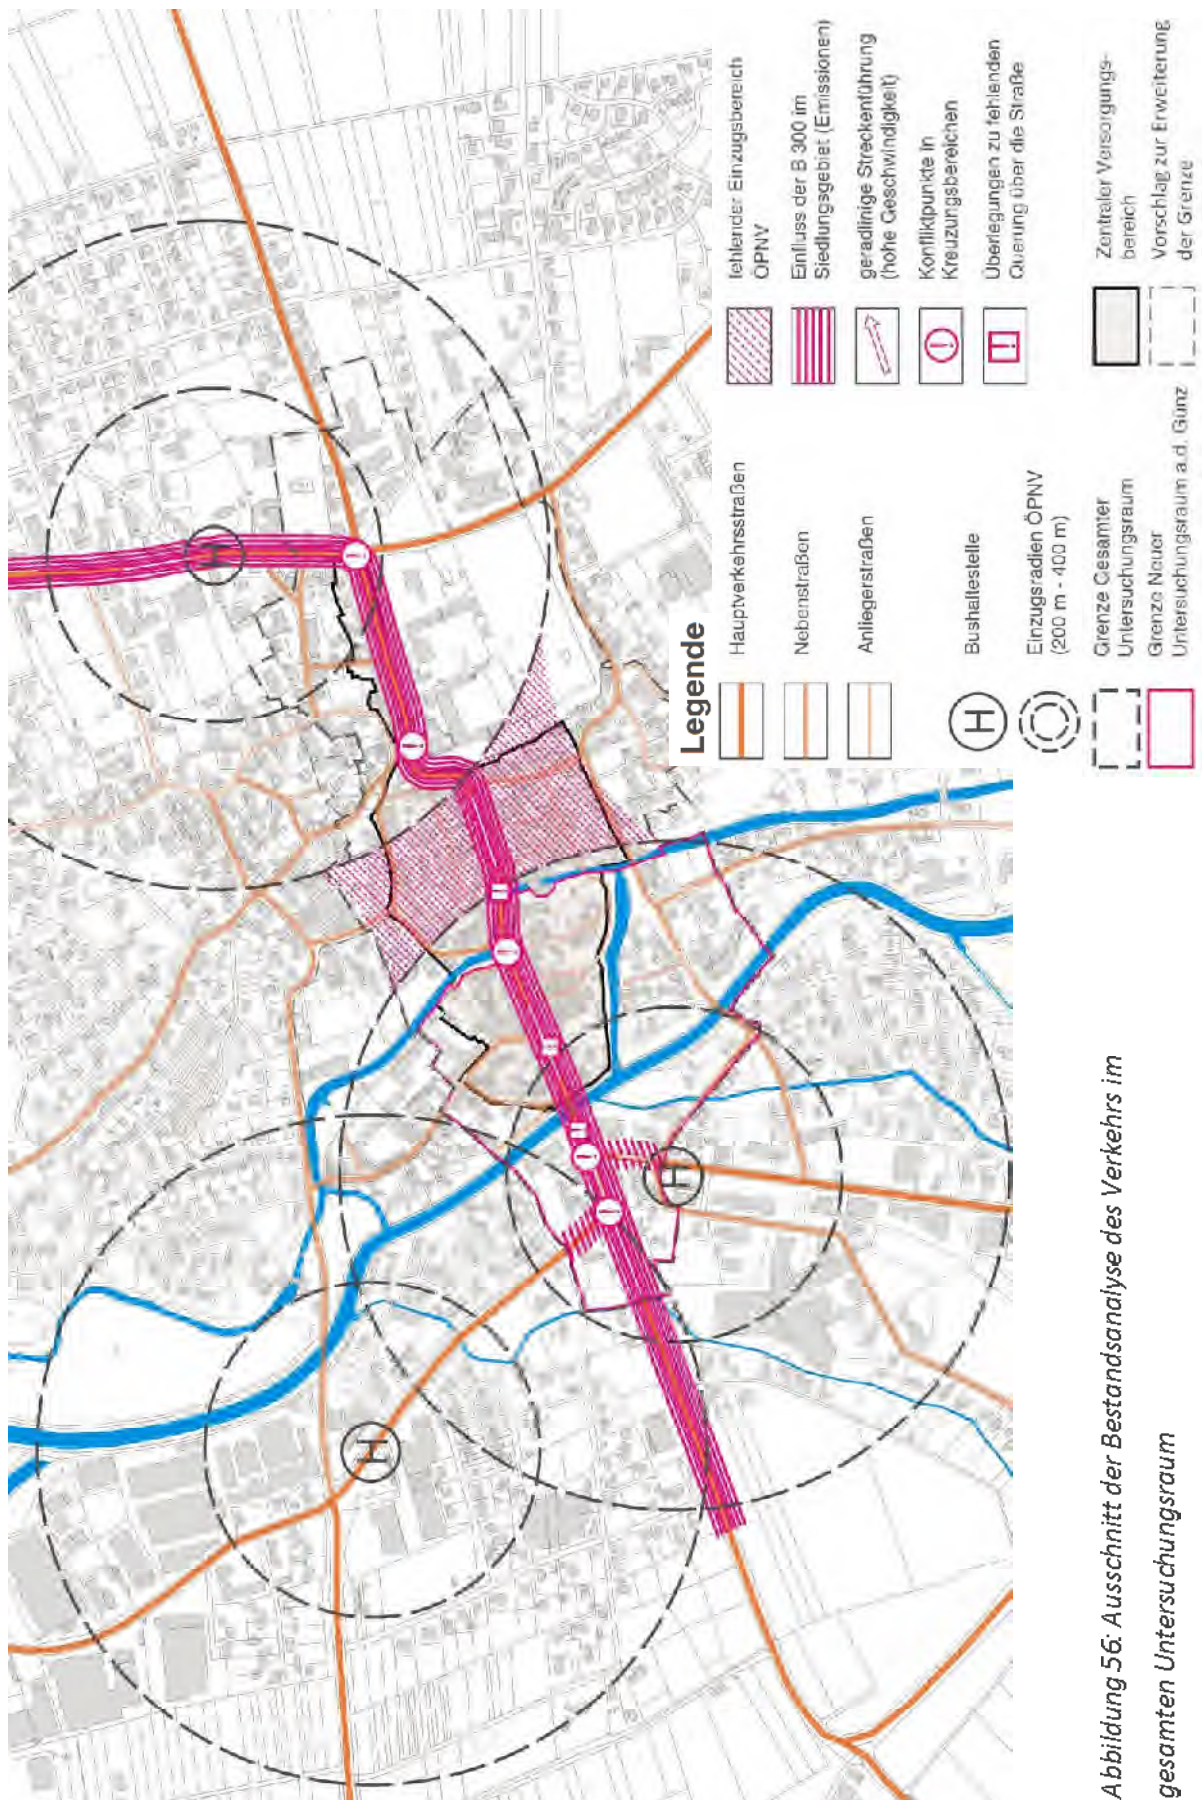 Legende
Hauptverkehrsstraßen
Nebenstraßen
Anliegerstraßen
H
Bushaltestelle
Einzugsradien ÖPNV
(200 m - 400 m)
Grenze Gesamter
Untersuchungsraum
Grenze Neuer
Untersuchungsraum a.d. Günz
fehlender Einzugsbereich
ÖPNV
Einfluss der B 300 im
Siedlungsgebiet (Emissionen)
geradlinige Streckenführung
(hohe Geschwindigkeit)
!
Konfliktpunkte in
Kreuzungsbereichen
!
Überlegungen zu fehlenden
Querung über die Straße
Zentraler Versorgungs-
bereich
Vorschlag zur Erweiterung
der Grenze
H
H
H
!
!
!
!
!
Abbildung 56: Ausschnitt der Bestandsanalyse des Verkehrs im
gesamten Untersuchungsraum